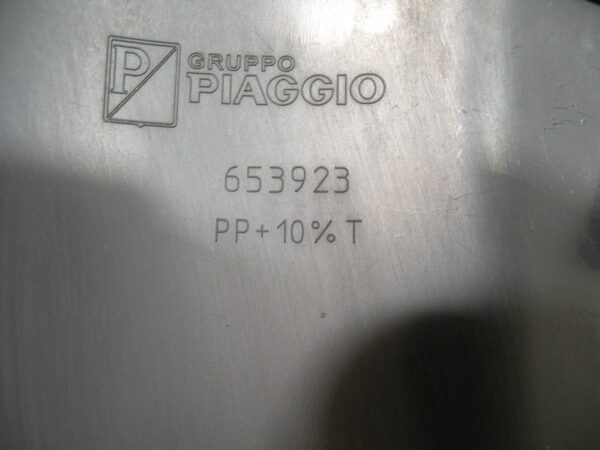 P
GRUPPO
PIAGGIO
653923
PP+10% T